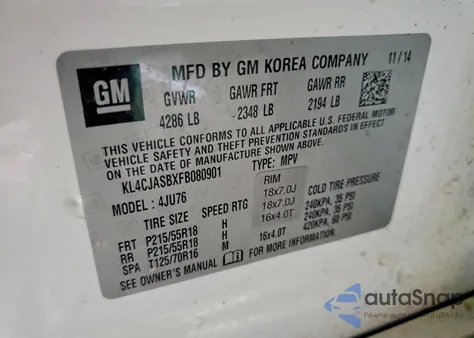 GM
MFD BY GM KOREA COMPANY 11/14
GVWR GAWR FRT GAWR RR
4286 LB 2348 LB 2194 LB
THIS VEHICLE CONFORMS TO ALL APPLICABLE U.S. FEDERAL MOTOR
VEHICLE SAFETY AND THEFT PREVENTION STANDARDS IN EFFECT
ON THE DATE OF MANUFACTURE SHOWN ABOVE.
KL4CJASBXFB080901 TYPE: MPV
MODEL : 4JU76
TIRE SIZE SPEED RTG RIM COLD TIRE PRESSURE
FRT P215/55R18 H 18x7.0J 240KPA, 35 PSI
RR P215/55R18 H 18x7.0J 240KPA, 35 PSI
SPA T125/70R16 M 16x4.0T 420KPA, 60 PSI
16x4.0T
SEE OWNER'S MANUAL FOR MORE INFORMATION.
autaSnap